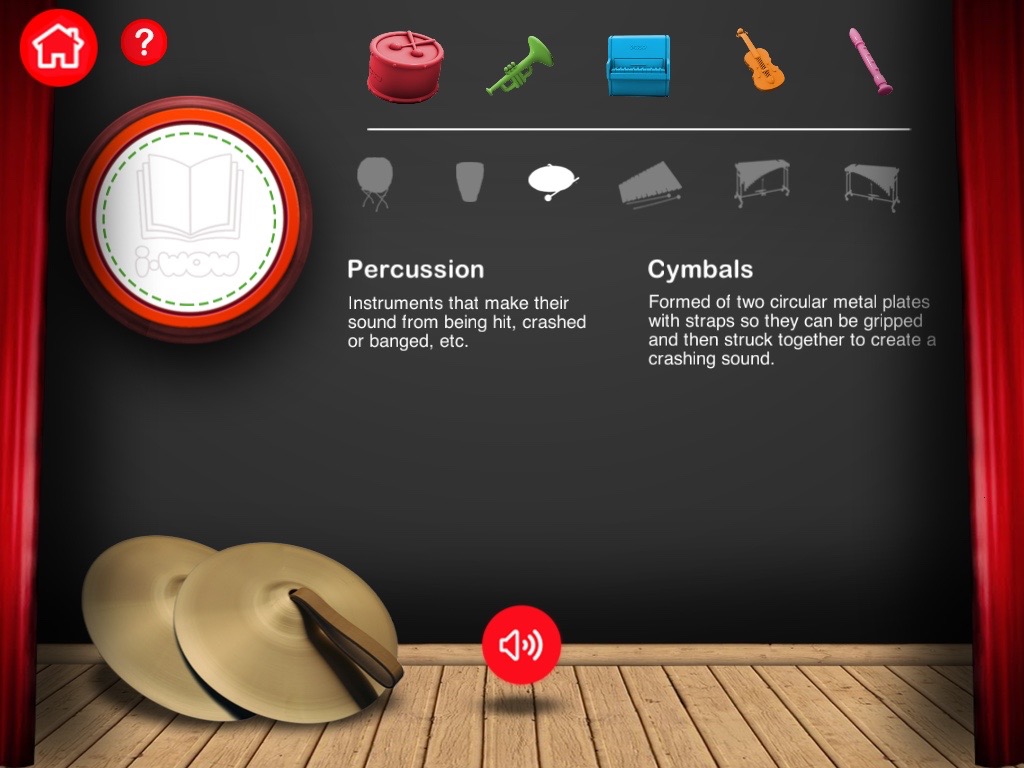 ?
i-wow
Percussion
Instruments that make their
sound from being hit, crashed
or banged, etc.
Cymbals
Formed of two circular metal plates
with straps so they can be gripped
and then struck together to create a
crashing sound.